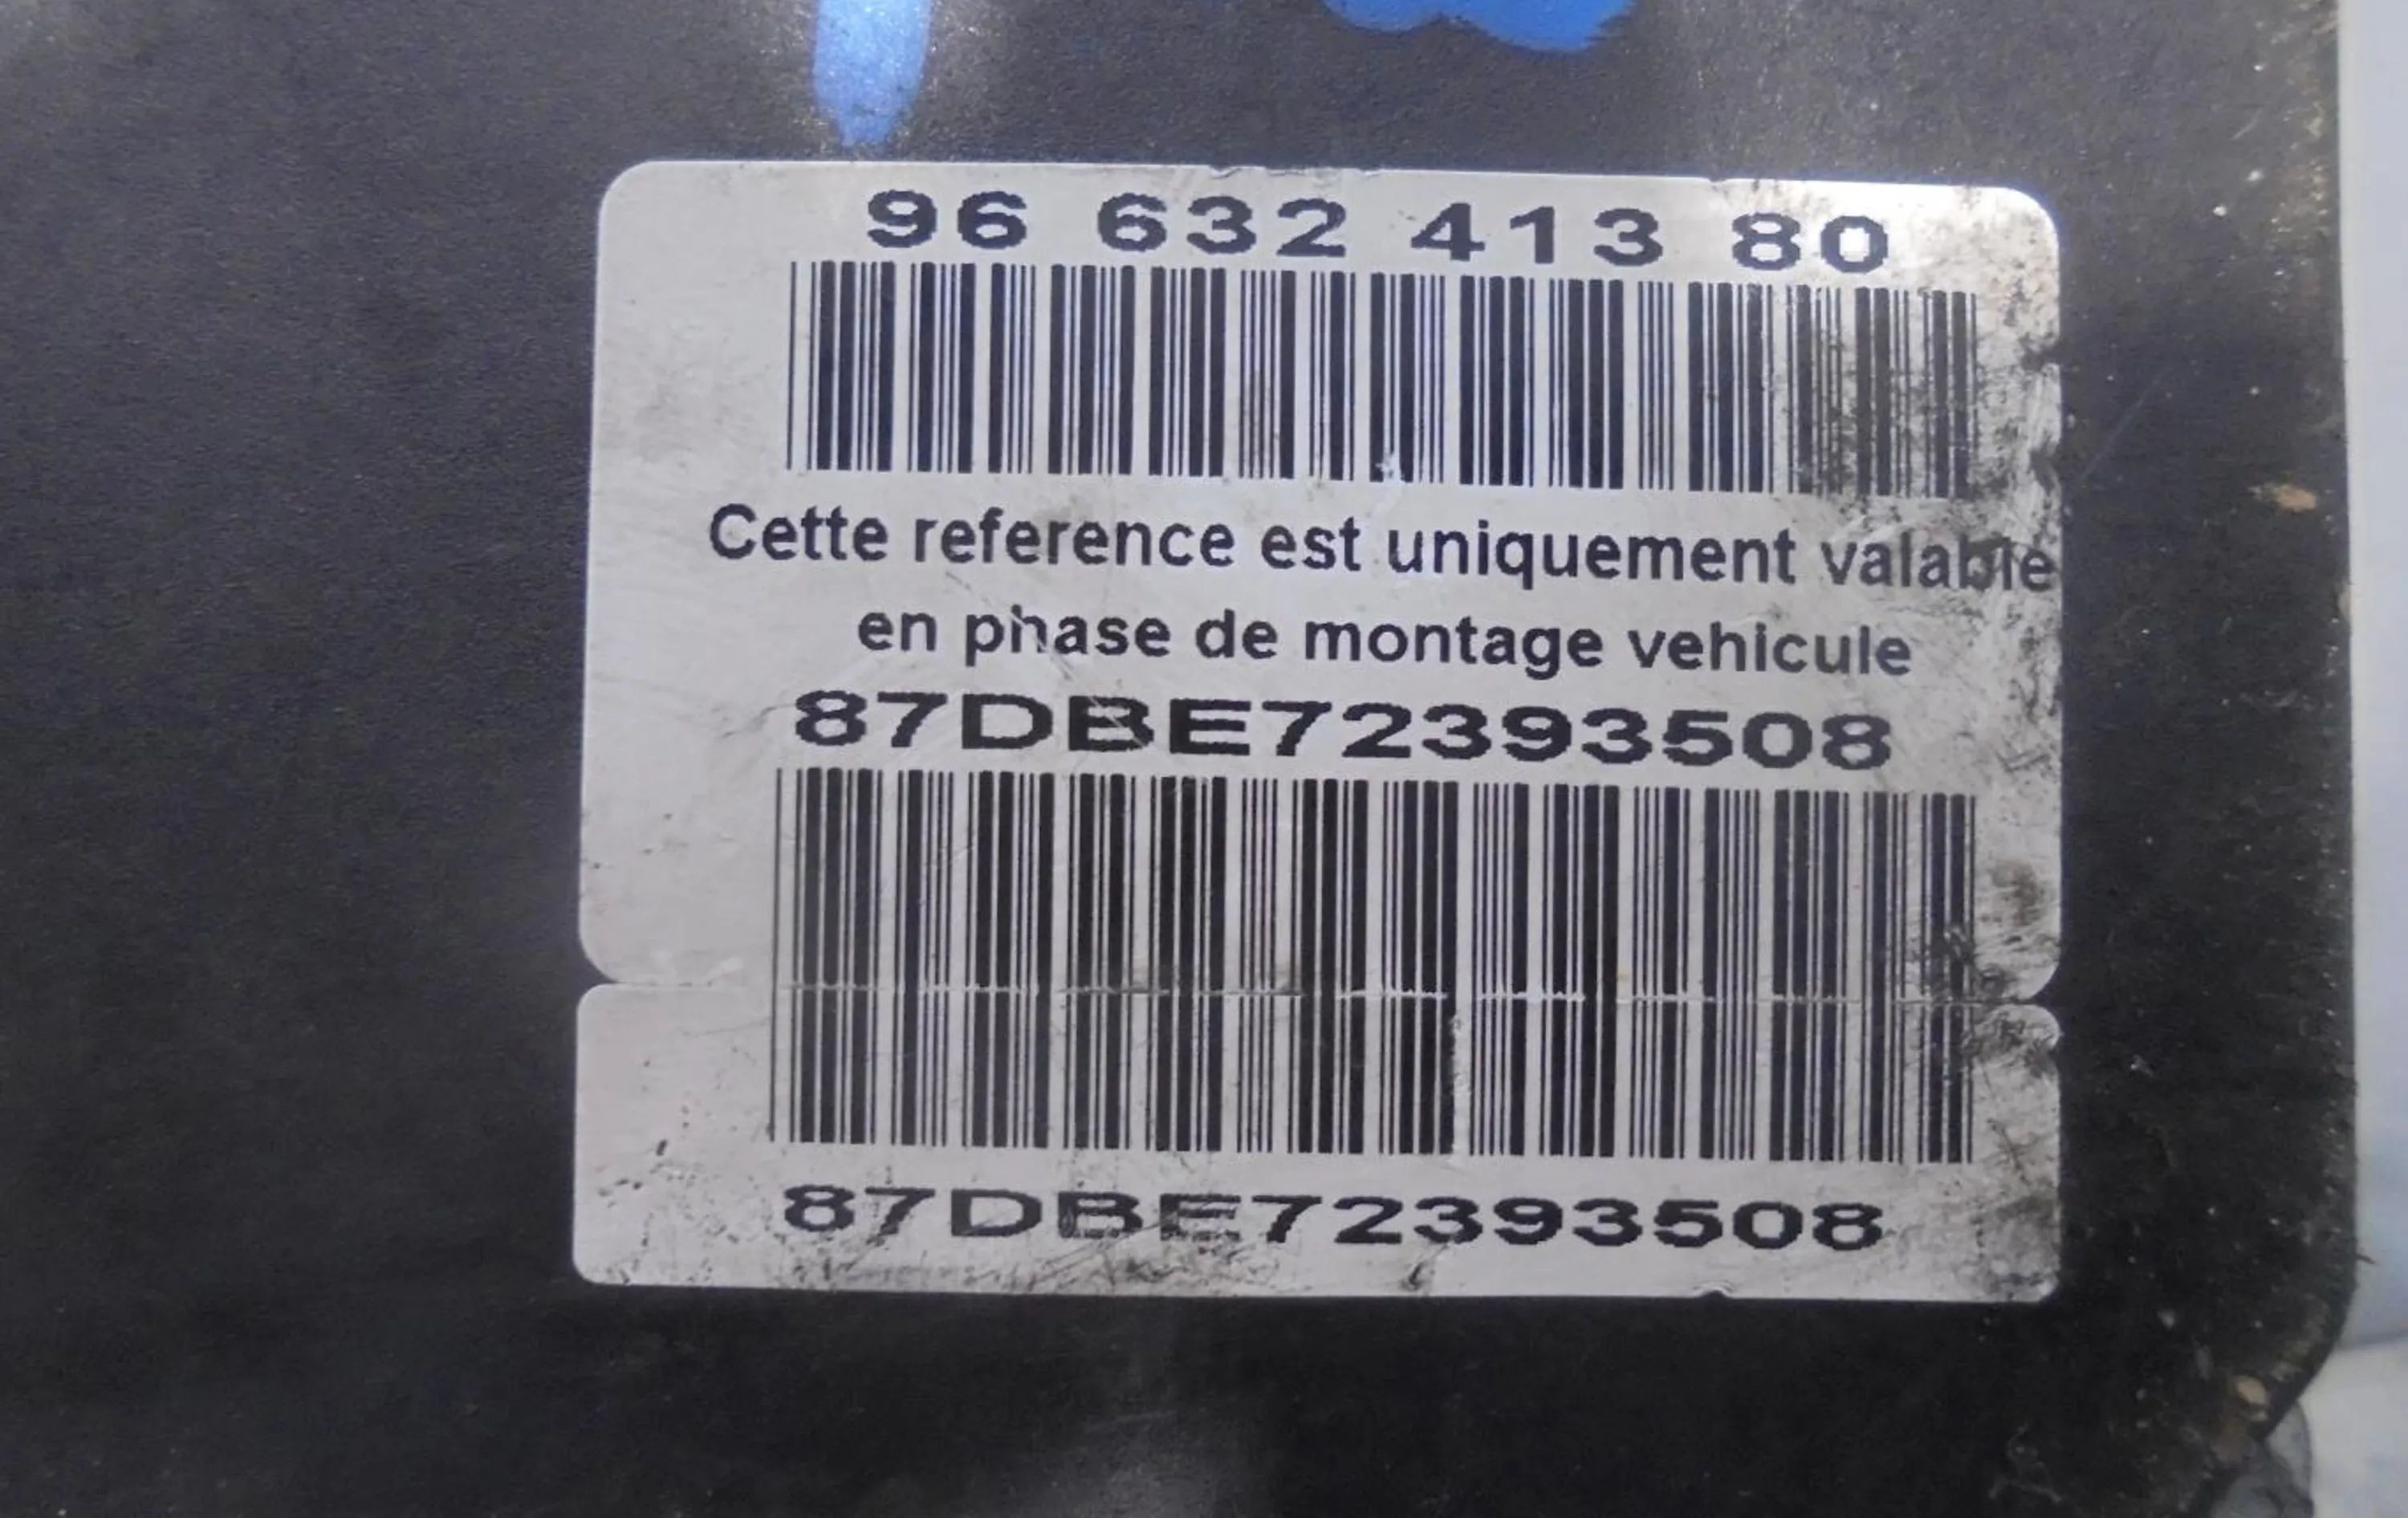 96 632 413 80
Cette reference est uniquement valable
en phase de montage vehicule
87DBE72393508
87DBE72393508